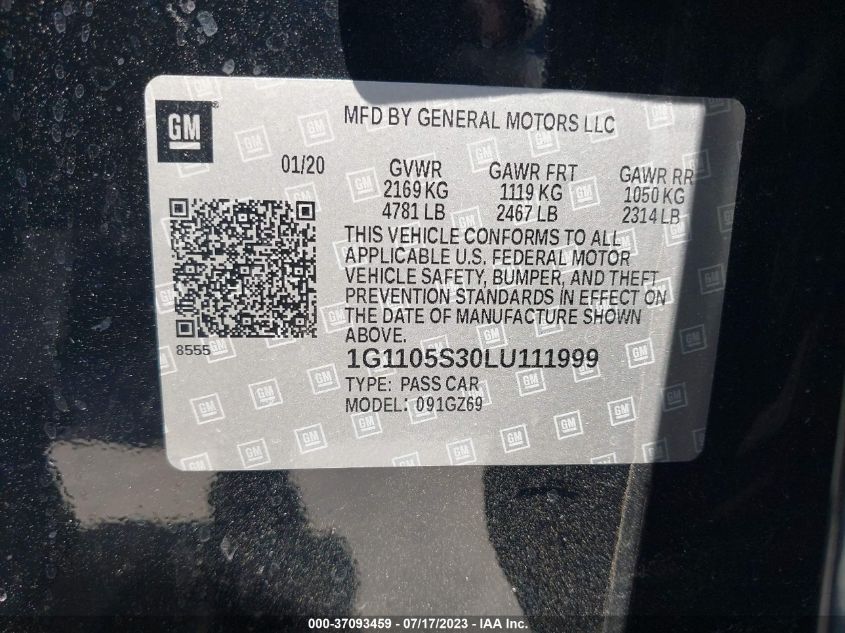 GM
MFD BY GENERAL MOTORS LLC
01/20 GVWR GAWR FRT GAWR RR
2169 KG 1119 KG 1050 KG
4781 LB 2467 LB 2314 LB
THIS VEHICLE CONFORMS TO ALL
APPLICABLE U.S. FEDERAL MOTOR
VEHICLE SAFETY, BUMPER, AND THEFT
PREVENTION STANDARDS IN EFFECT ON
THE DATE OF MANUFACTURE SHOWN
ABOVE.
8555
1G1105S30LU111999
TYPE: PASS CAR
MODEL: 091GZ69
000-37093459 - 07/17/2023 - IAA Inc.